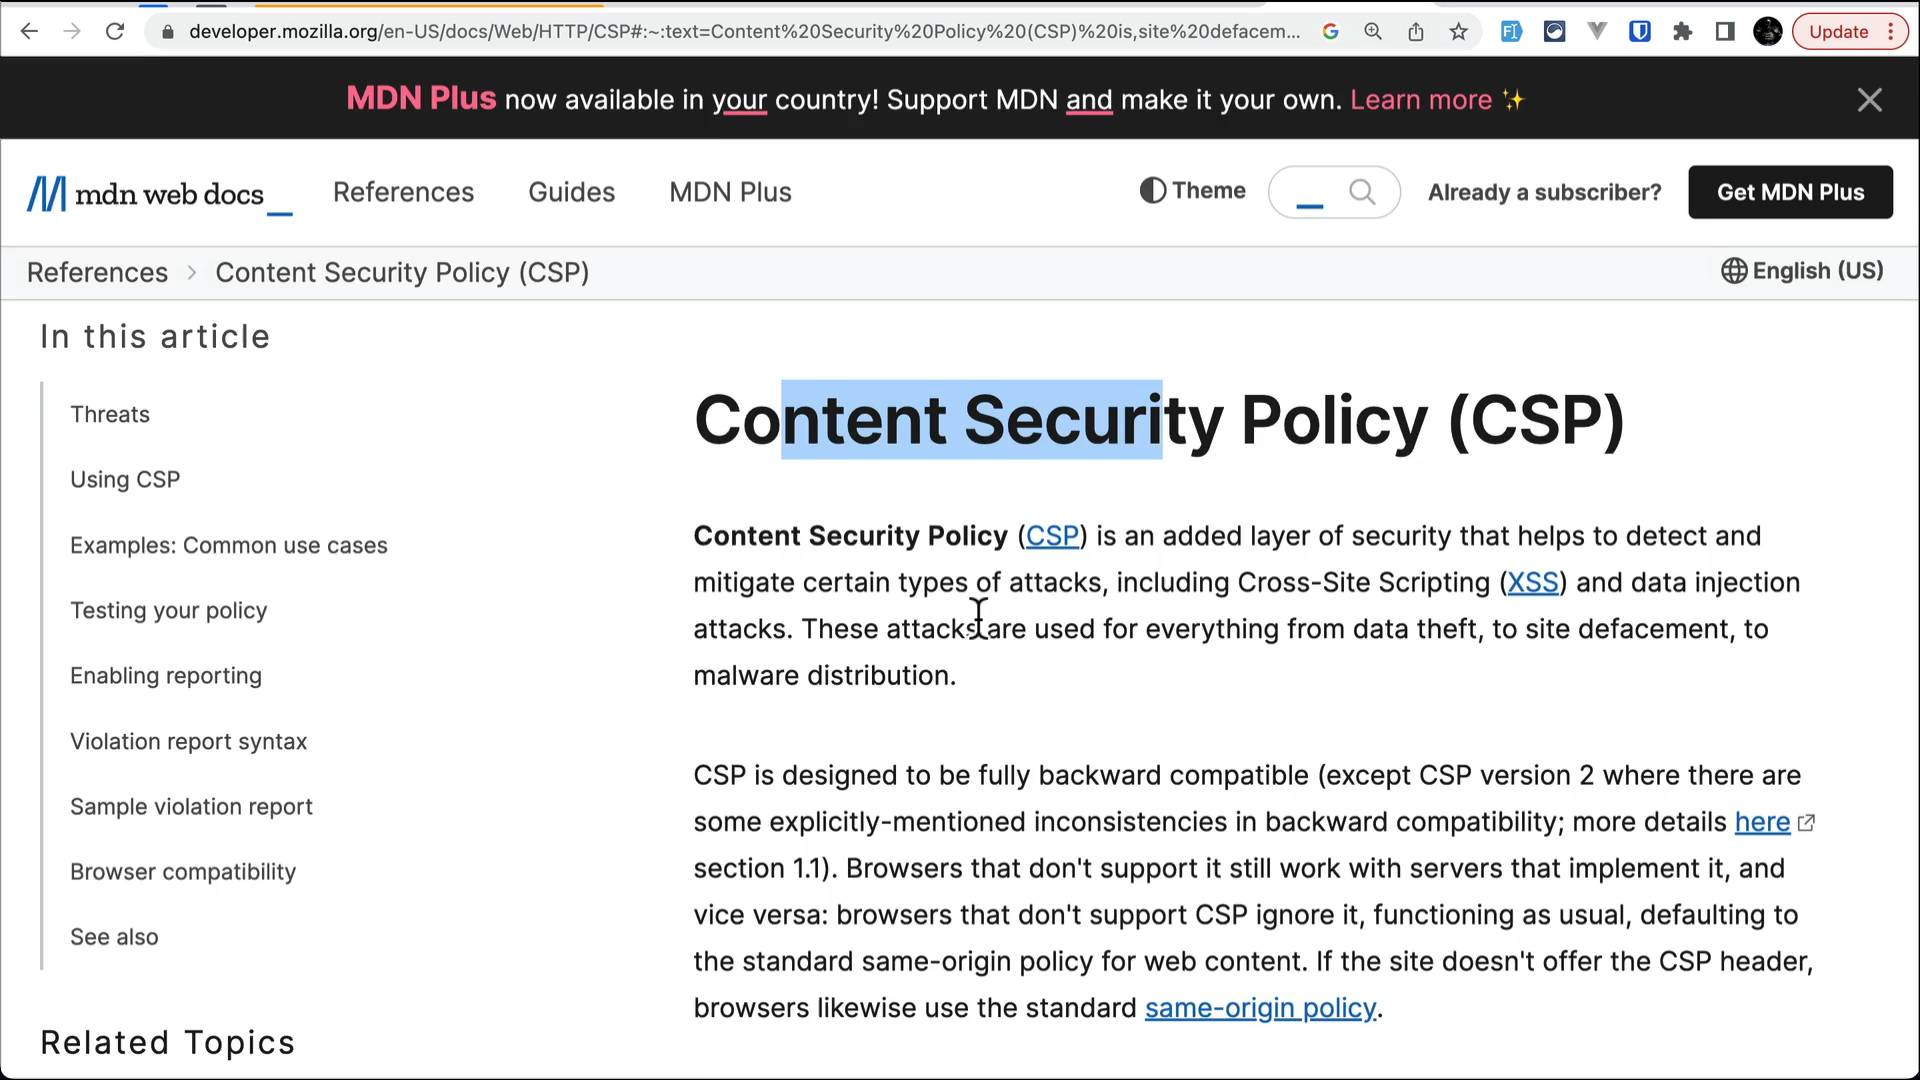 developer.mozilla.org/en-US/docs/Web/HTTP/CSP#:~:text=Content%20Security%20Policy%20(CSP)%20is,site%20defacem...
Update
MDN Plus now available in your country! Support MDN and make it your own. Learn more ✨
mdn web docs_
References
Guides
MDN Plus
Theme
Already a subscriber?
Get MDN Plus
References > Content Security Policy (CSP)
English (US)
In this article
Threats
Using CSP
Examples: Common use cases
Testing your policy
Enabling reporting
Violation report syntax
Sample violation report
Browser compatibility
See also
Related Topics
Content Security Policy (CSP)
Content Security Policy (CSP) is an added layer of security that helps to detect and
mitigate certain types of attacks, including Cross-Site Scripting (XSS) and data injection
attacks. These attacks are used for everything from data theft, to site defacement, to
malware distribution.
CSP is designed to be fully backward compatible (except CSP version 2 where there are
some explicitly-mentioned inconsistencies in backward compatibility; more details here
section 1.1). Browsers that don't support it still work with servers that implement it, and
vice versa: browsers that don't support CSP ignore it, functioning as usual, defaulting to
the standard same-origin policy for web content. If the site doesn't offer the CSP header,
browsers likewise use the standard same-origin policy.